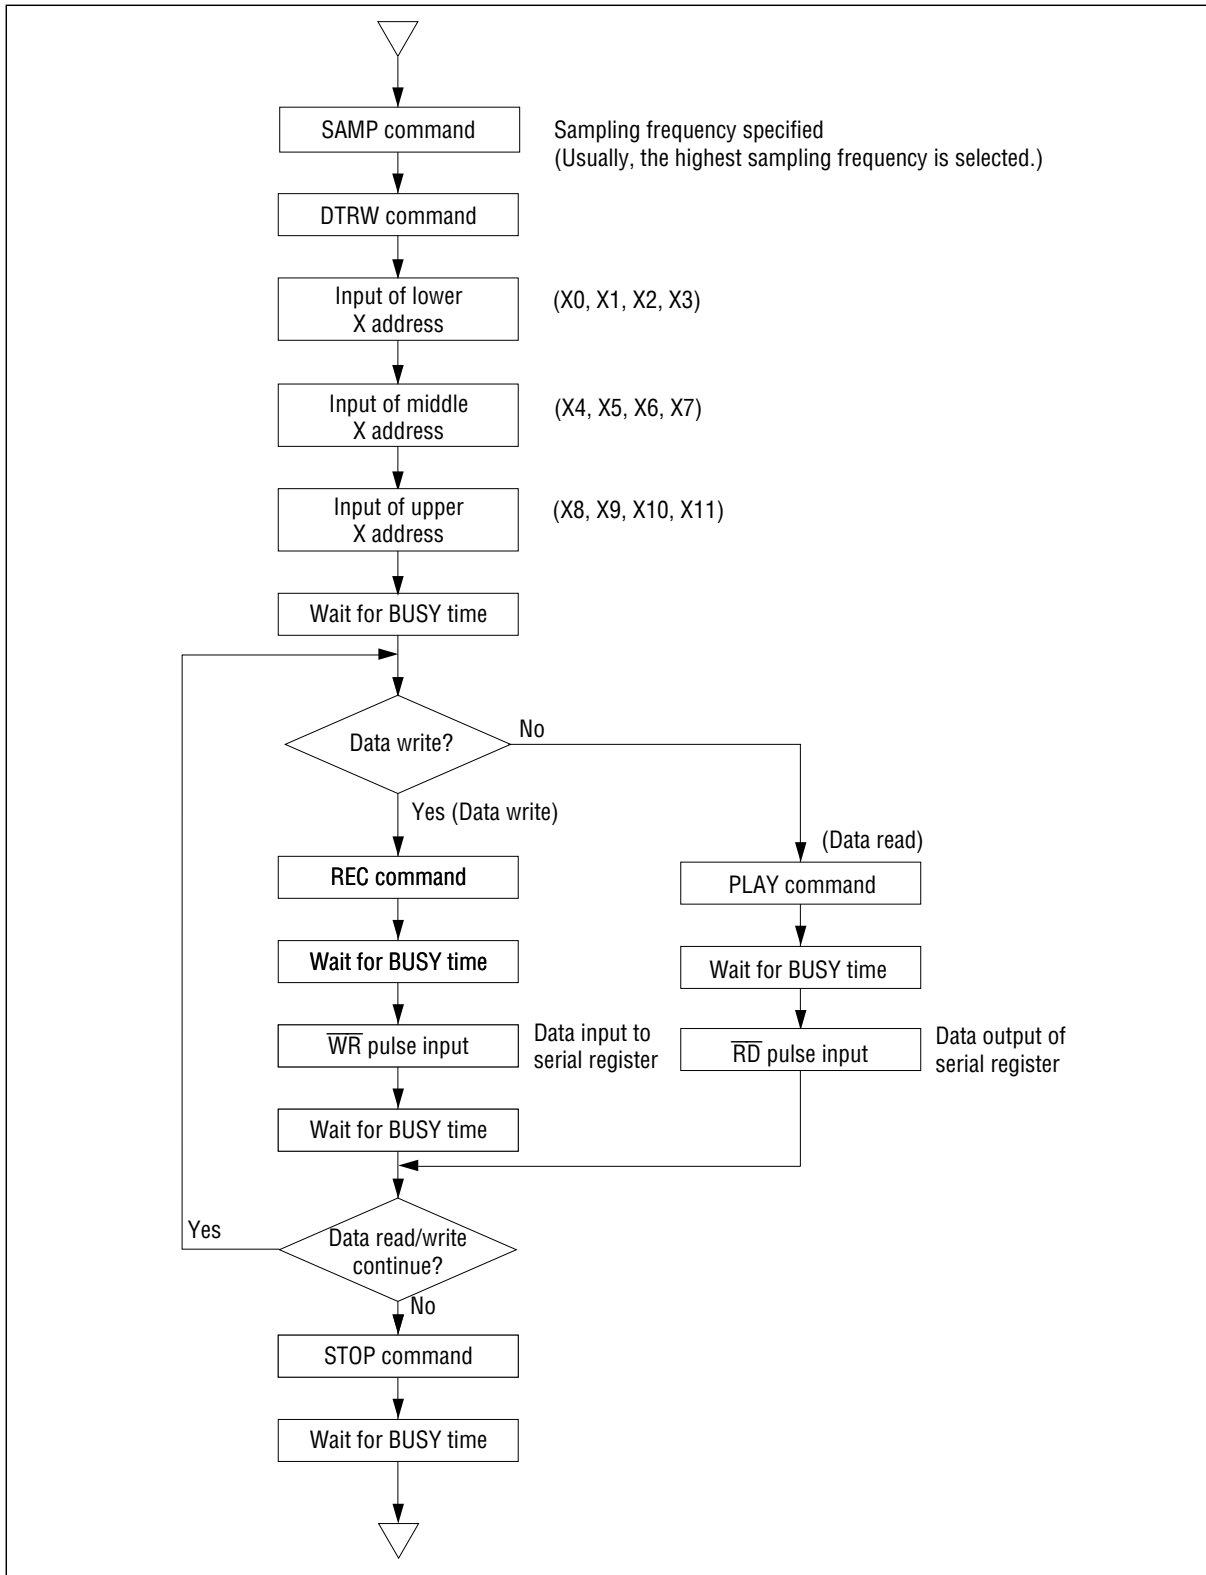 SAMP command
Sampling frequency specified
(Usually, the highest sampling frequency is selected.)
DTRW command
Input of lower
X address
(X0, X1, X2, X3)
Input of middle
X address
(X4, X5, X6, X7)
Input of upper
X address
(X8, X9, X10, X11)
Wait for BUSY time
Data write?
No
Yes (Data write)
(Data read)
REC command
PLAY command
Wait for BUSY time
Wait for BUSY time
W̅R̅ pulse input
Data input to
serial register
R̅D̅ pulse input
Data output of
serial register
Wait for BUSY time
Yes
Data read/write
continue?
No
STOP command
Wait for BUSY time